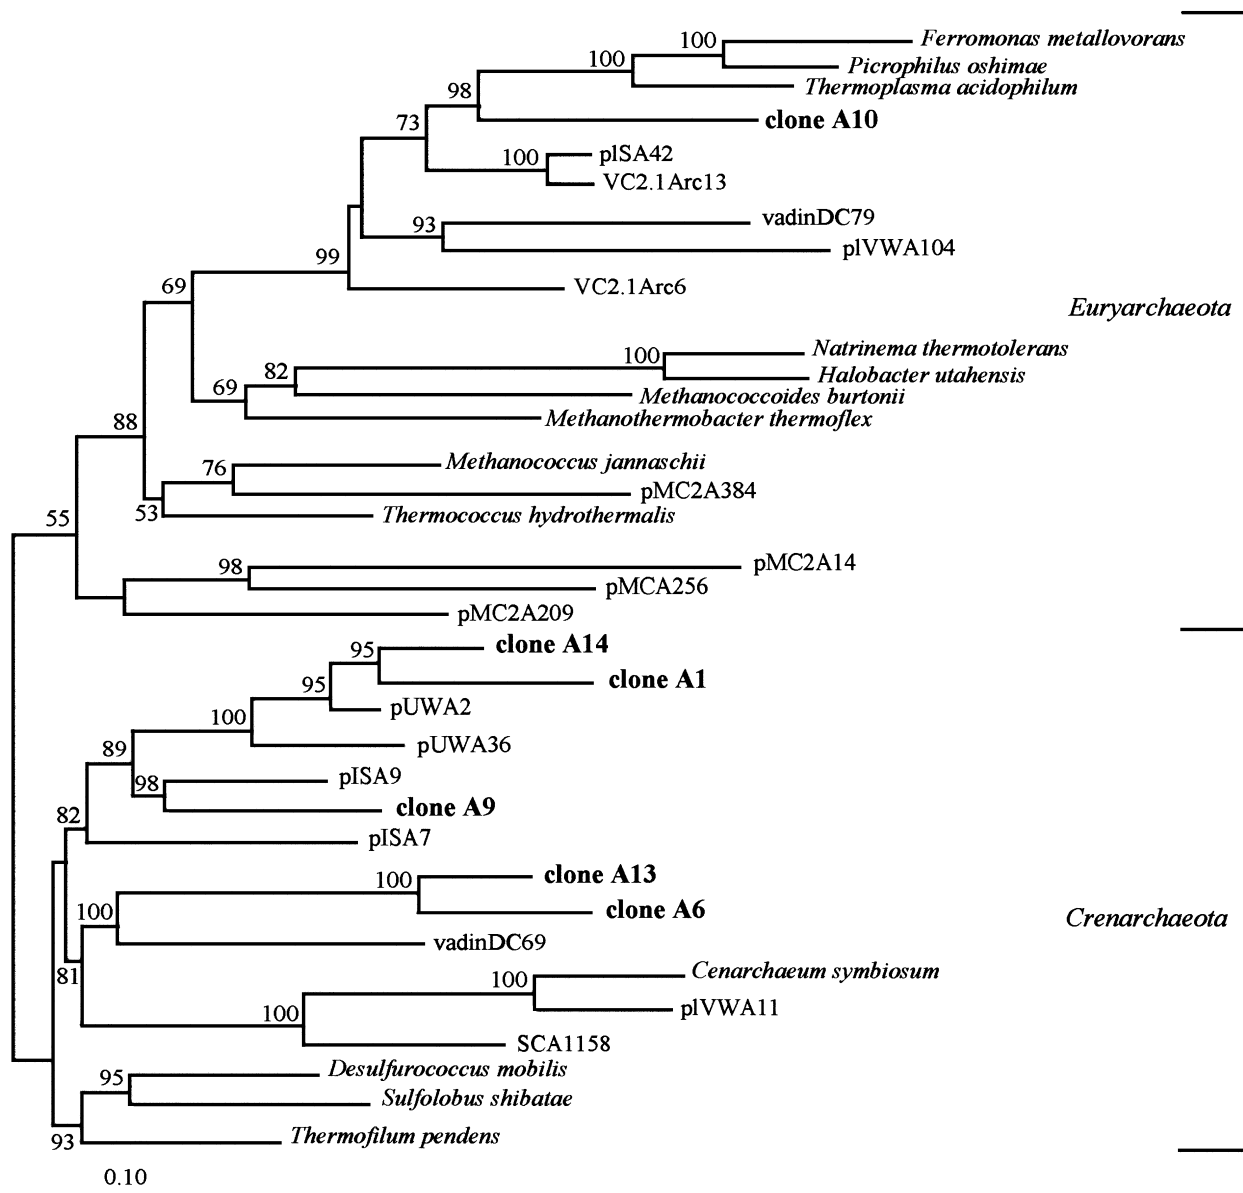 100
Ferromonas metallovorans
100
Picrophilus oshimae
Thermoplasma acidophilum
98
clone A10
73
100
plSA42
VC2.1Arc13
93
vadinDC79
plVWA104
99
VC2.1Arc6
69
Euryarchaeota
100
Natrinema thermotolerans
82
Halobacter utahensis
69
Methanococcoides burtonii
Methanothermobacter thermoflex
88
76
Methanococcus jannaschii
pMC2A384
53
Thermococcus hydrothermalis
55
98
pMC2A14
pMCA256
pMC2A209
95
clone A14
95
clone A1
pUWA2
100
pUWA36
89
98
pISA9
clone A9
82
pISA7
100
clone A13
100
clone A6
Crenarchaeota
vadinDC69
81
100
Cenarchaeum symbiosum
plVWA11
100
SCA1158
95
Desulfurococcus mobilis
Sulfolobus shibatae
93
Thermofilum pendens
0.10